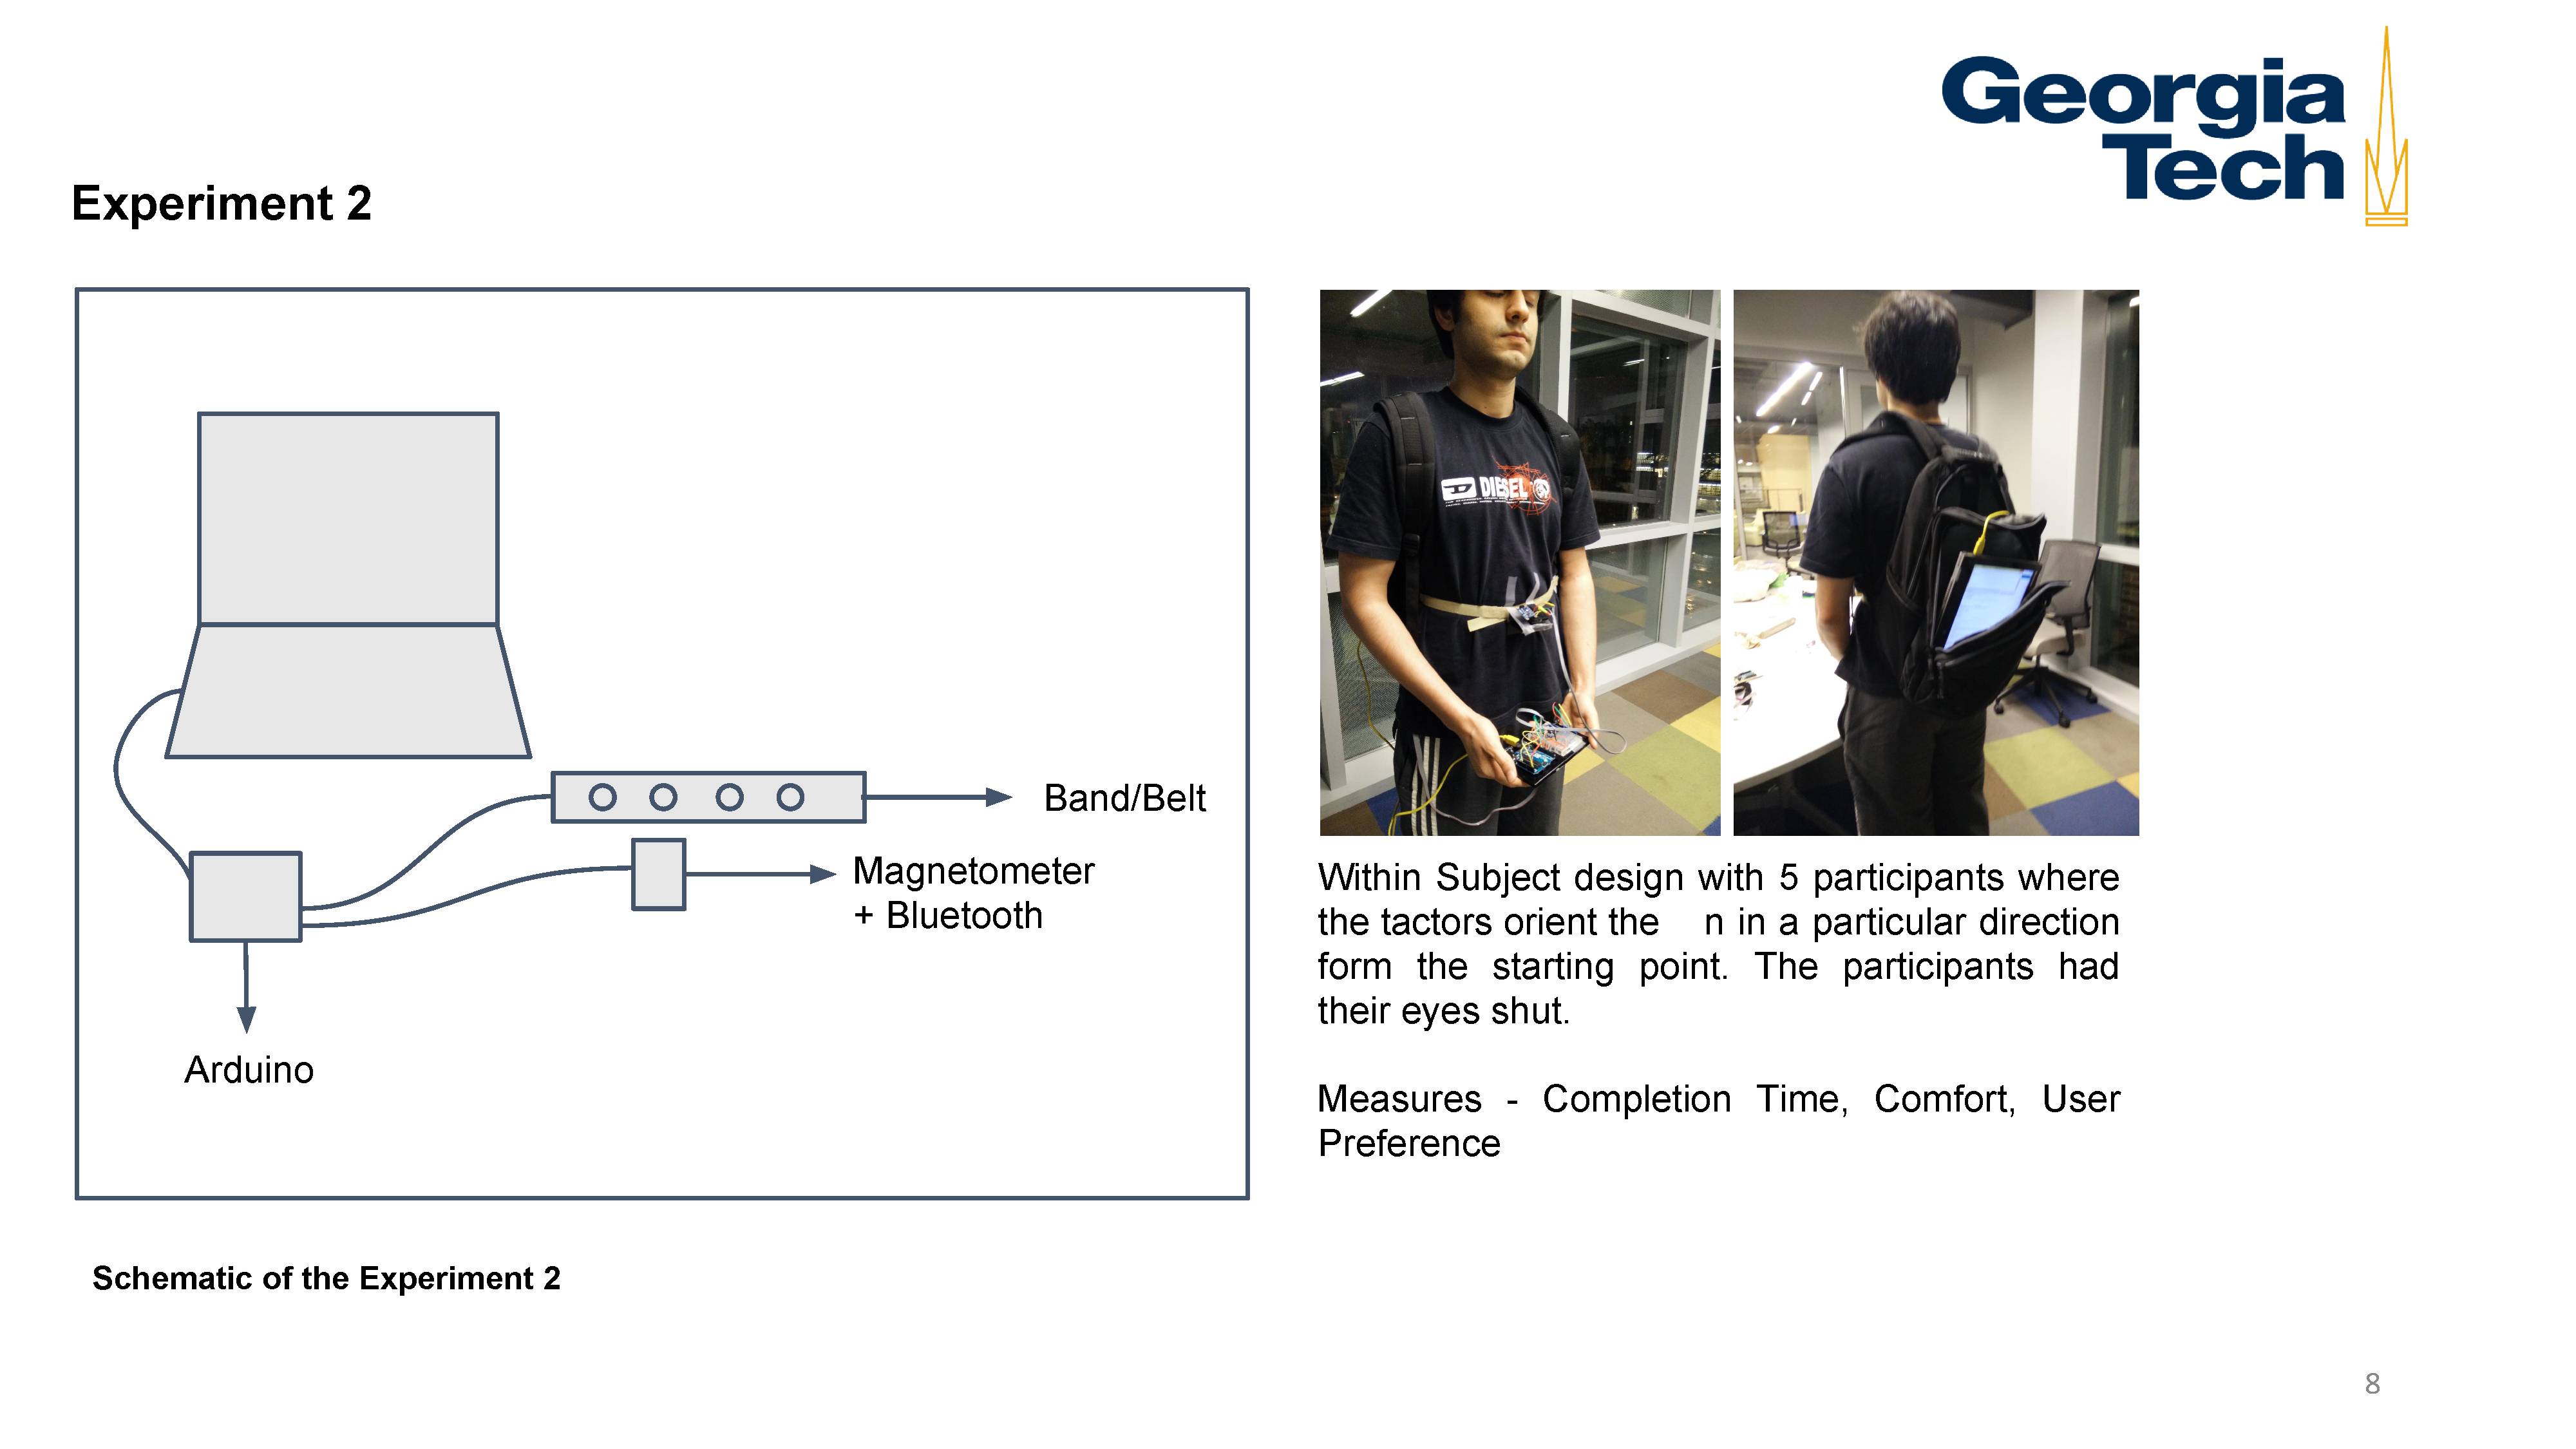 Georgia
Tech
Experiment 2
Band/Belt
Magnetometer
+ Bluetooth
Arduino
Schematic of the Experiment 2
DIESEL
Within Subject design with 5 participants where
the tactors orient the n in a particular direction
form the starting point. The participants had
their eyes shut.
Measures - Completion Time, Comfort, User
Preference
8